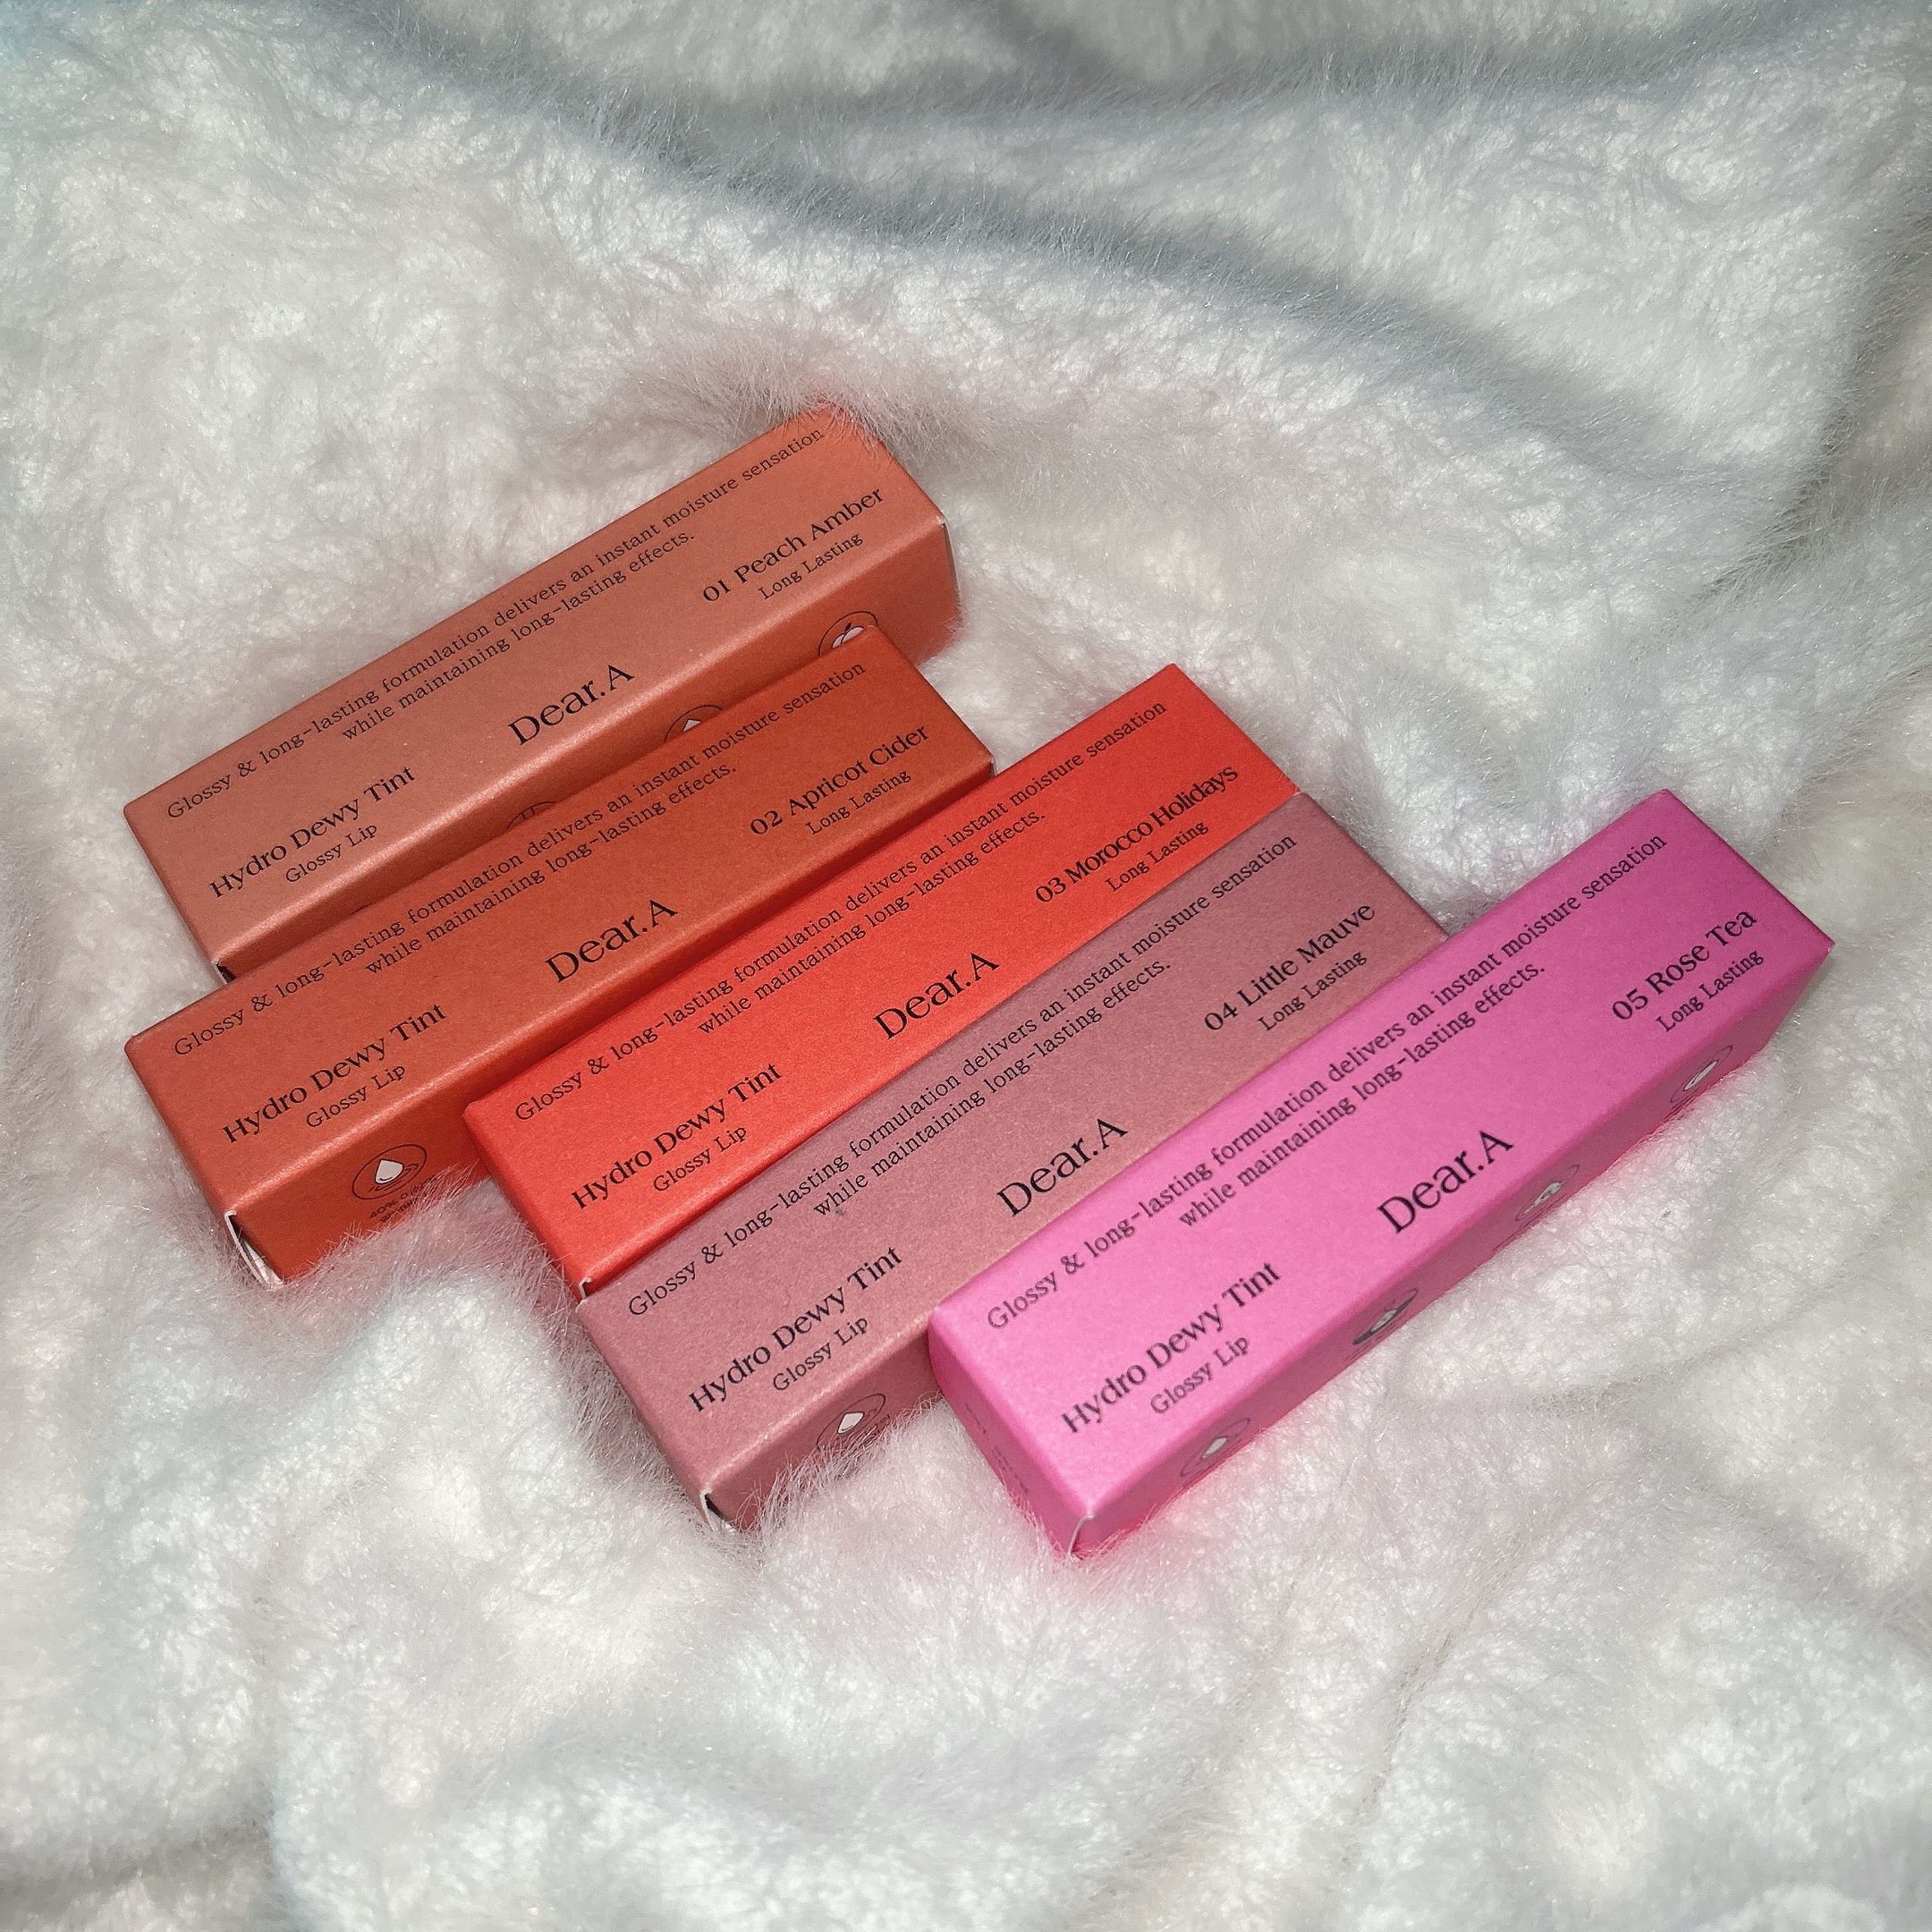 Glossy & long-lasting formulation delivers an instant moisture sensation
while maintaining long-lasting effects.
Hydro Dewy Tint
Glossy Lip
Dear.A
01 Peach Amber
Long Lasting
Glossy & long-lasting formulation delivers an instant moisture sensation
while maintaining long-lasting effects.
Hydro Dewy Tint
Glossy Lip
Dear.A
02 Apricot Cider
Long Lasting
40%
Glossy & long-lasting formulation delivers an instant moisture sensation
while maintaining long-lasting effects.
Hydro Dewy Tint
Glossy Lip
Dear.A
03 Morocco Holidays
Long Lasting
Glossy & long-lasting formulation delivers an instant moisture sensation
while maintaining long-lasting effects.
Hydro Dewy Tint
Glossy Lip
Dear.A
04 Little Mauve
Long Lasting
Glossy & long-lasting formulation delivers an instant moisture sensation
while maintaining long-lasting effects.
Hydro Dewy Tint
Glossy Lip
Dear.A
05 Rose Tea
Long Lasting